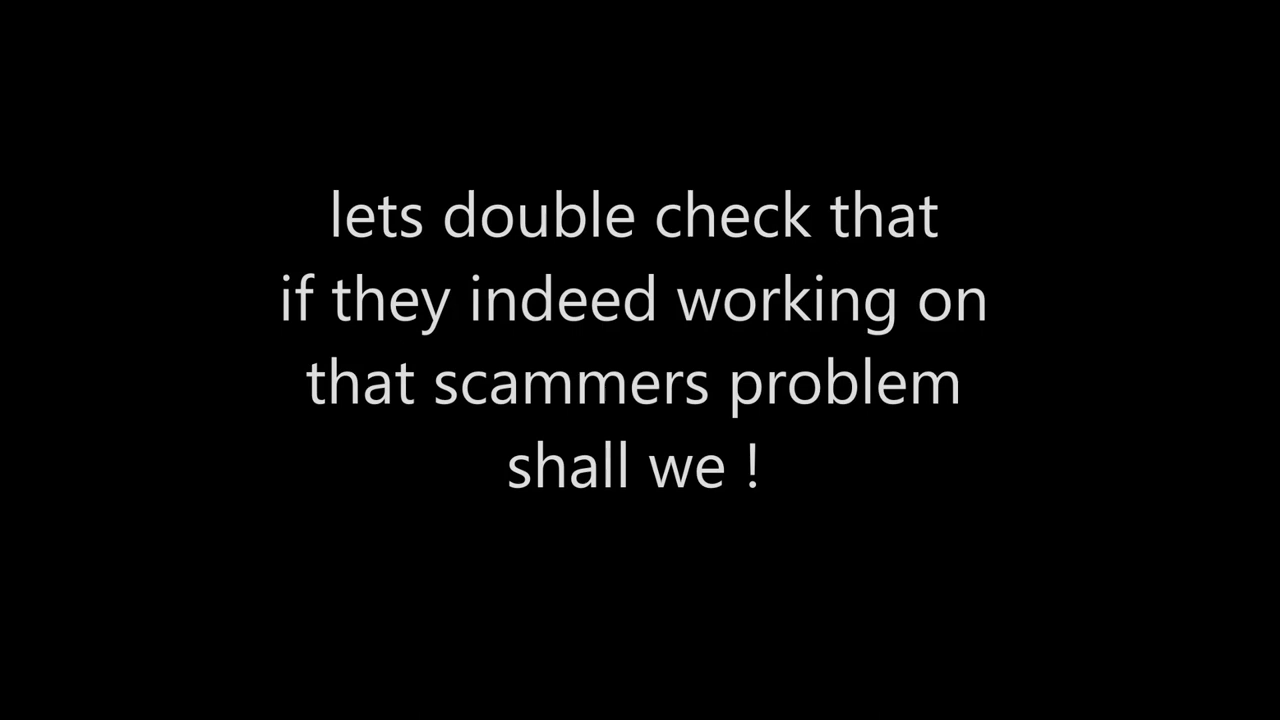 lets double check that
if they indeed working on
that scammers problem
shall we !